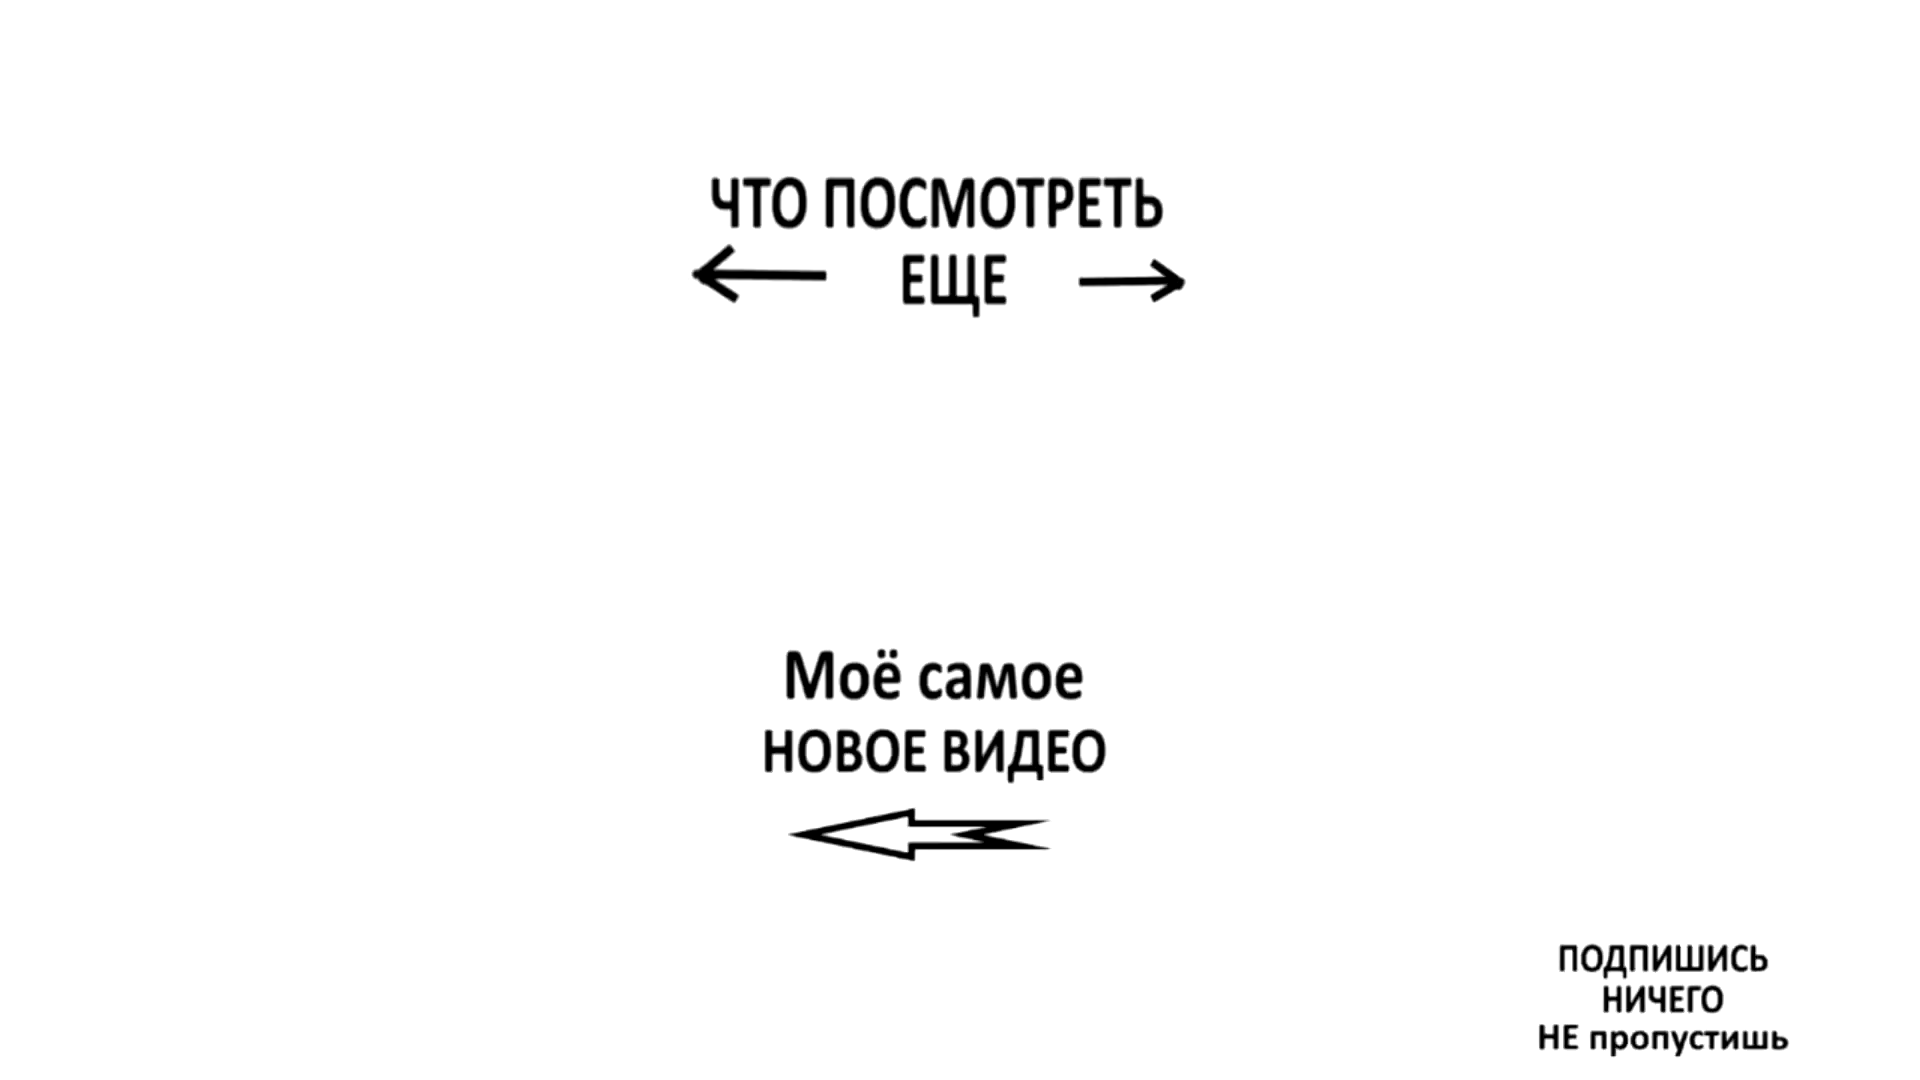 ЧТО ПОСМОТРЕТЬ
ЕЩЕ
Моё самое
НОВОЕ ВИДЕО
ПОДПИШИСЬ
НИЧЕГО
НЕ пропустишь